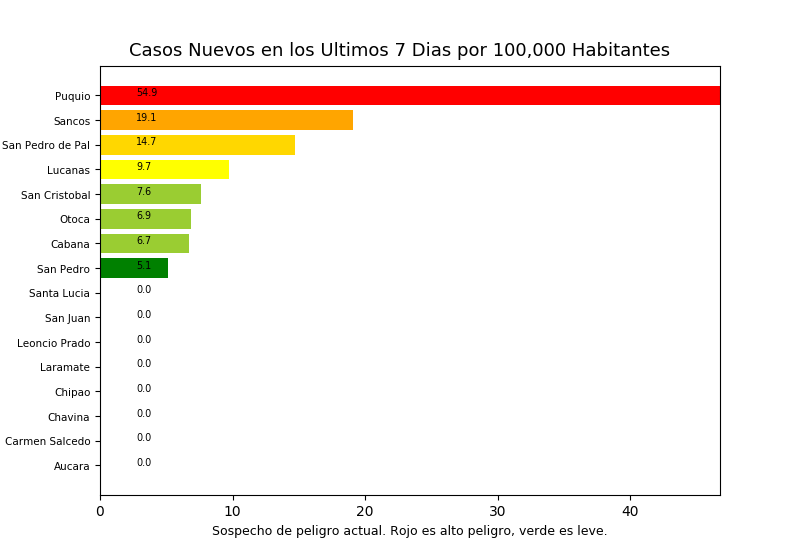 Casos Nuevos en los Ultimos 7 Dias por 100,000 Habitantes
Puquio 54.9
Sancos 19.1
San Pedro de Pal 14.7
Lucanas 9.7
San Cristobal 7.6
Otoca 6.9
Cabana 6.7
San Pedro 5.1
Santa Lucia 0.0
San Juan 0.0
Leoncio Prado 0.0
Laramate 0.0
Chipao 0.0
Chavina 0.0
Carmen Salcedo 0.0
Aucara 0.0
0 10 20 30 40
Sospecho de peligro actual. Rojo es alto peligro, verde es leve.